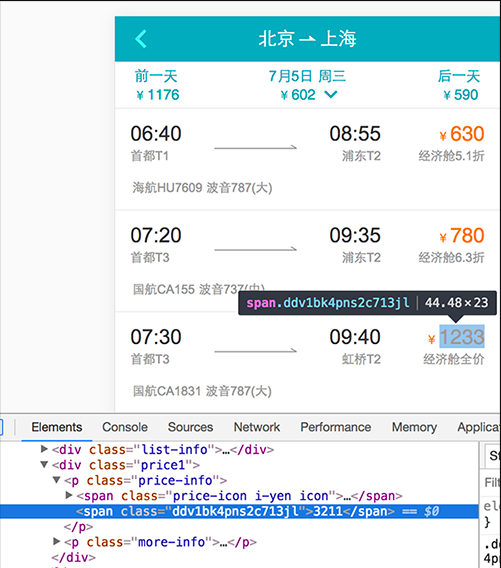 北京 ⇀ 上海
前一天 7月5日 周三 后一天
¥ 1176 ¥ 602 ¥ 590
06:40 08:55 ¥ 630
首都T1 浦东T2 经济舱5.1折
海航HU7609 波音787(大)
07:20 09:35 ¥ 780
首都T3 浦东T2 经济舱6.3折
国航CA155 波音737(中)
span.ddv1bk4pns2c713jl 44.48×23
07:30 09:40 ¥ 1233
首都T3 虹桥T2 经济舱全价
国航CA1831 波音787(大)
Elements Console Sources Network Performance Memory Applicat
▶<div class="list-info">…</div>
▼<div class="price1">
▼<p class="price-info">
▶<span class="price-icon i-yen icon">…</span>
<span class="ddv1bk4pns2c713jl">3211</span> == $0
</p>
▶<p class="more-info">…</p>
</div>
St
Filt
ele
}
.dd
4pn